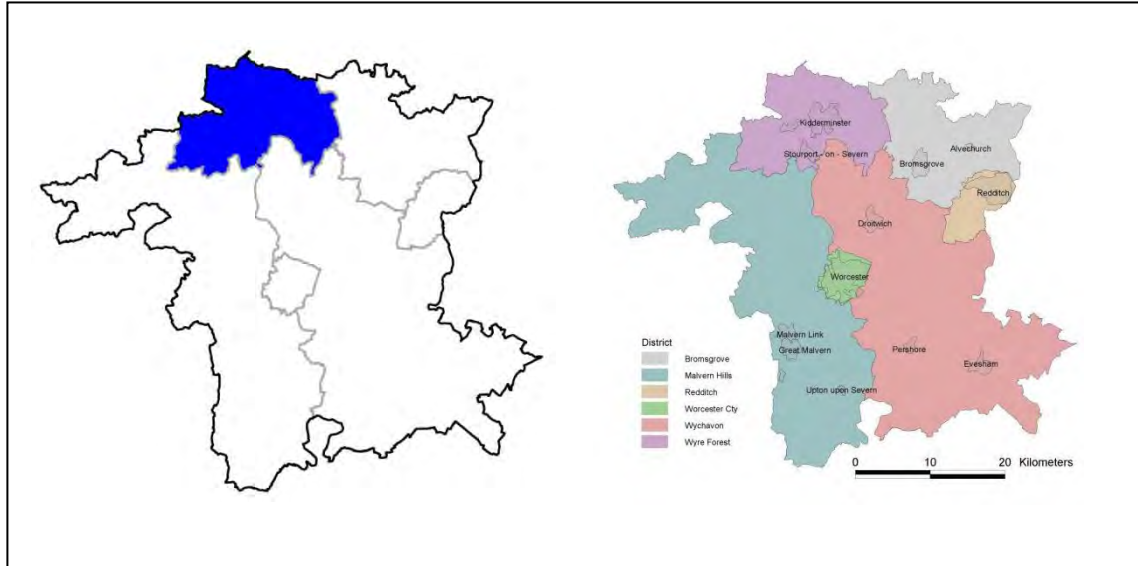 Kidderminster
Stourport - on - Severn
Alvechurch
Bromsgrove
Redditch
Droitwich
Worcester
Malvern Link
Great Malvern
Pershore
Evesham
Upton upon Severn
District
Bromsgrove
Malvern Hills
Redditch
Worcester Cty
Wychavon
Wyre Forest
0 10 20 Kilometers